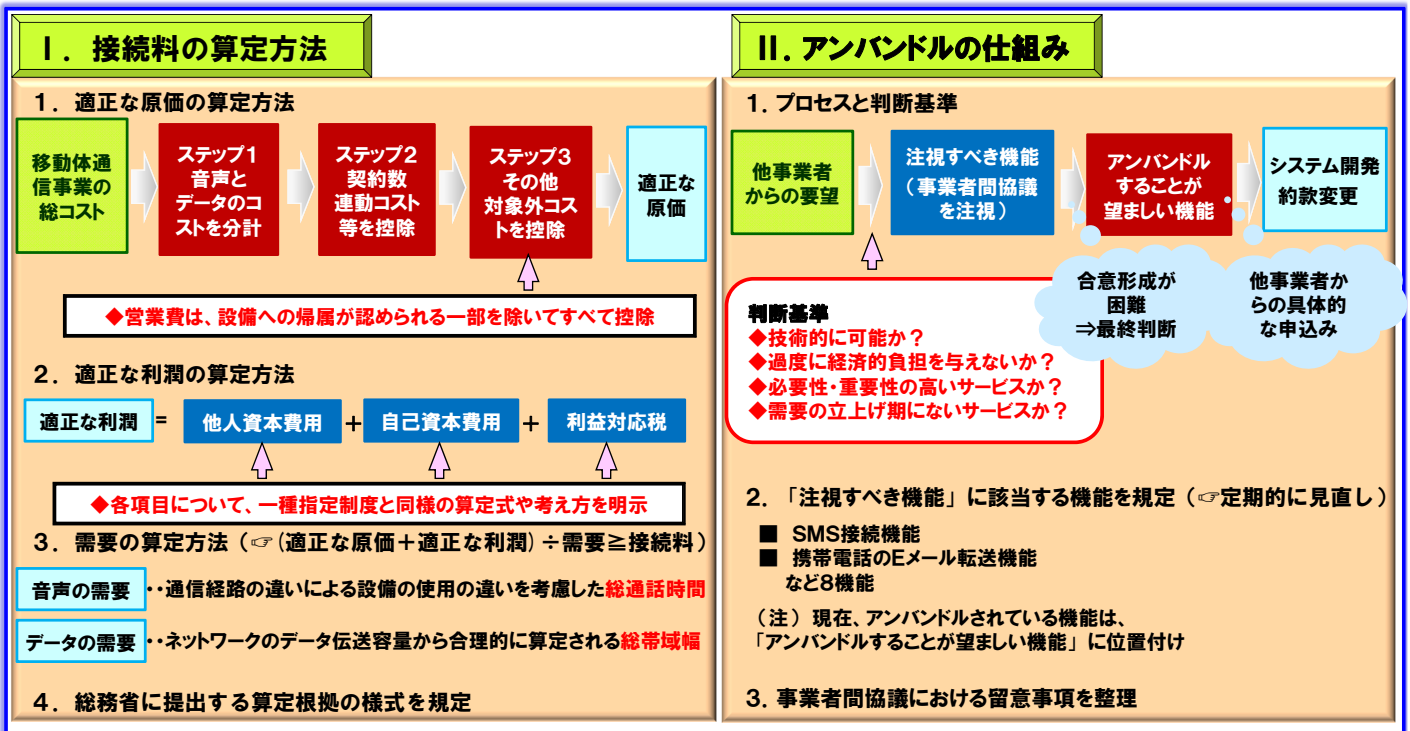 Ⅰ．接続料の算定方法
１．適正な原価の算定方法
移動体通
信事業の
総コスト
ステップ1
音声と
データのコ
ストを分計
ステップ2
契約数
連動コスト
等を控除
ステップ3
その他
対象外コス
トを控除
適正な
原価
◆営業費は、設備への帰属が認められる一部を除いてすべて控除
２．適正な利潤の算定方法
適正な利潤 = 他人資本費用 ＋ 自己資本費用 ＋ 利益対応税
◆各項目について、一種指定制度と同様の算定式や考え方を明示
３．需要の算定方法（☞(適正な原価＋適正な利潤)÷需要≧接続料）
音声の需要 ・・通信経路の違いによる設備の使用の違いを考慮した総通話時間
データの需要 ・・ネットワークのデータ伝送容量から合理的に算定される総帯域幅
４．総務省に提出する算定根拠の様式を規定
Ⅱ．アンバンドルの仕組み
１．プロセスと判断基準
他事業者
からの要望
注視すべき機能
（事業者間協議
を注視）
アンバンドル
することが
望ましい機能
システム開発
約款変更
合意形成が
困難
⇒最終判断
他事業者か
らの具体的
な申込み
判断基準
◆技術的に可能か？
◆過度に経済的負担を与えないか？
◆必要性・重要性の高いサービスか？
◆需要の立上げ期にないサービスか？
２．「注視すべき機能」に該当する機能を規定（☞定期的に見直し）
■ SMS接続機能
■ 携帯電話のEメール転送機能
など8機能
（注）現在、アンバンドルされている機能は、
「アンバンドルすることが望ましい機能」に位置付け
３．事業者間協議における留意事項を整理